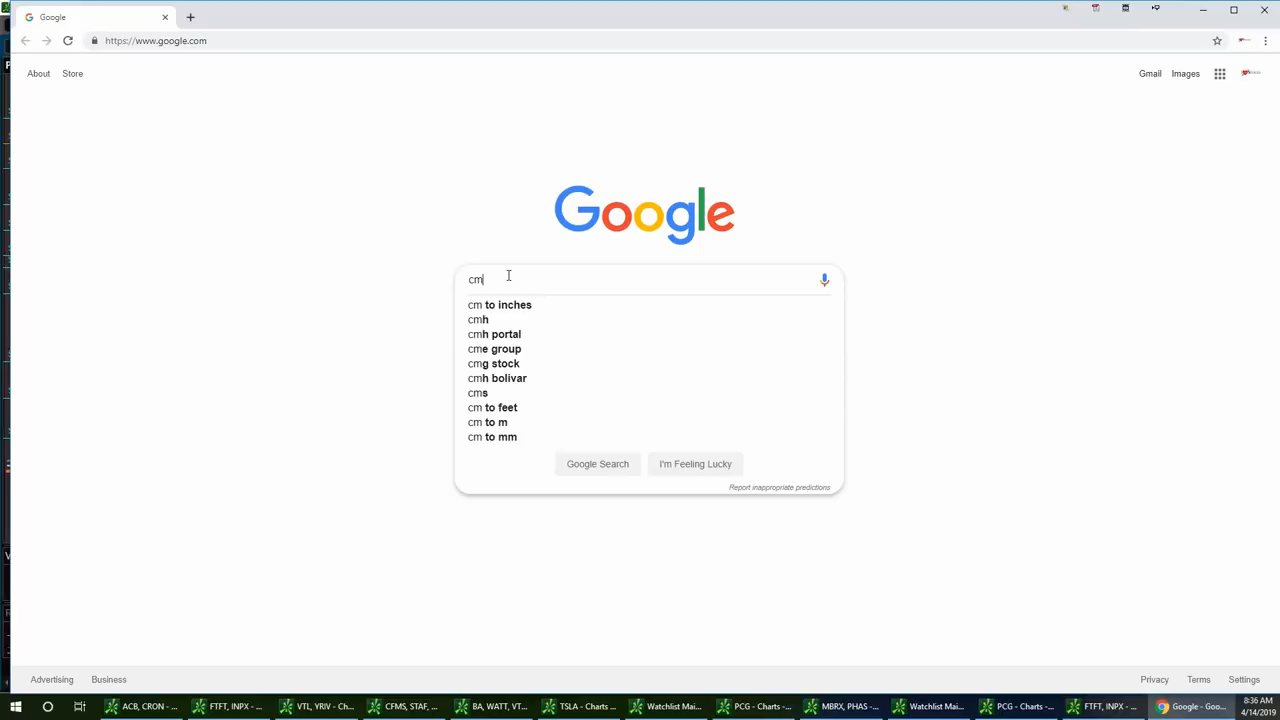 Google
https://www.google.com
About Store
Gmail Images
Google
cm
cm to inches
cmh
cmh portal
cme group
cmg stock
cmh bolivar
cms
cm to feet
cm to m
cm to mm
Google Search I'm Feeling Lucky
Report inappropriate predictions
Advertising Business
Privacy Terms Settings
ACB, CRON - ... FTFT, INPX - ... VTL, YRIV - Ch... CFMS, STAF, ... BA, WATT, VT... TSLA - Charts ... Watchlist Mai... PCG - Charts -... MBRX, PHAS - ... Watchlist Mai... PCG - Charts -... FTFT, INPX - ... Google - Goo... 8:36 AM
4/14/2019